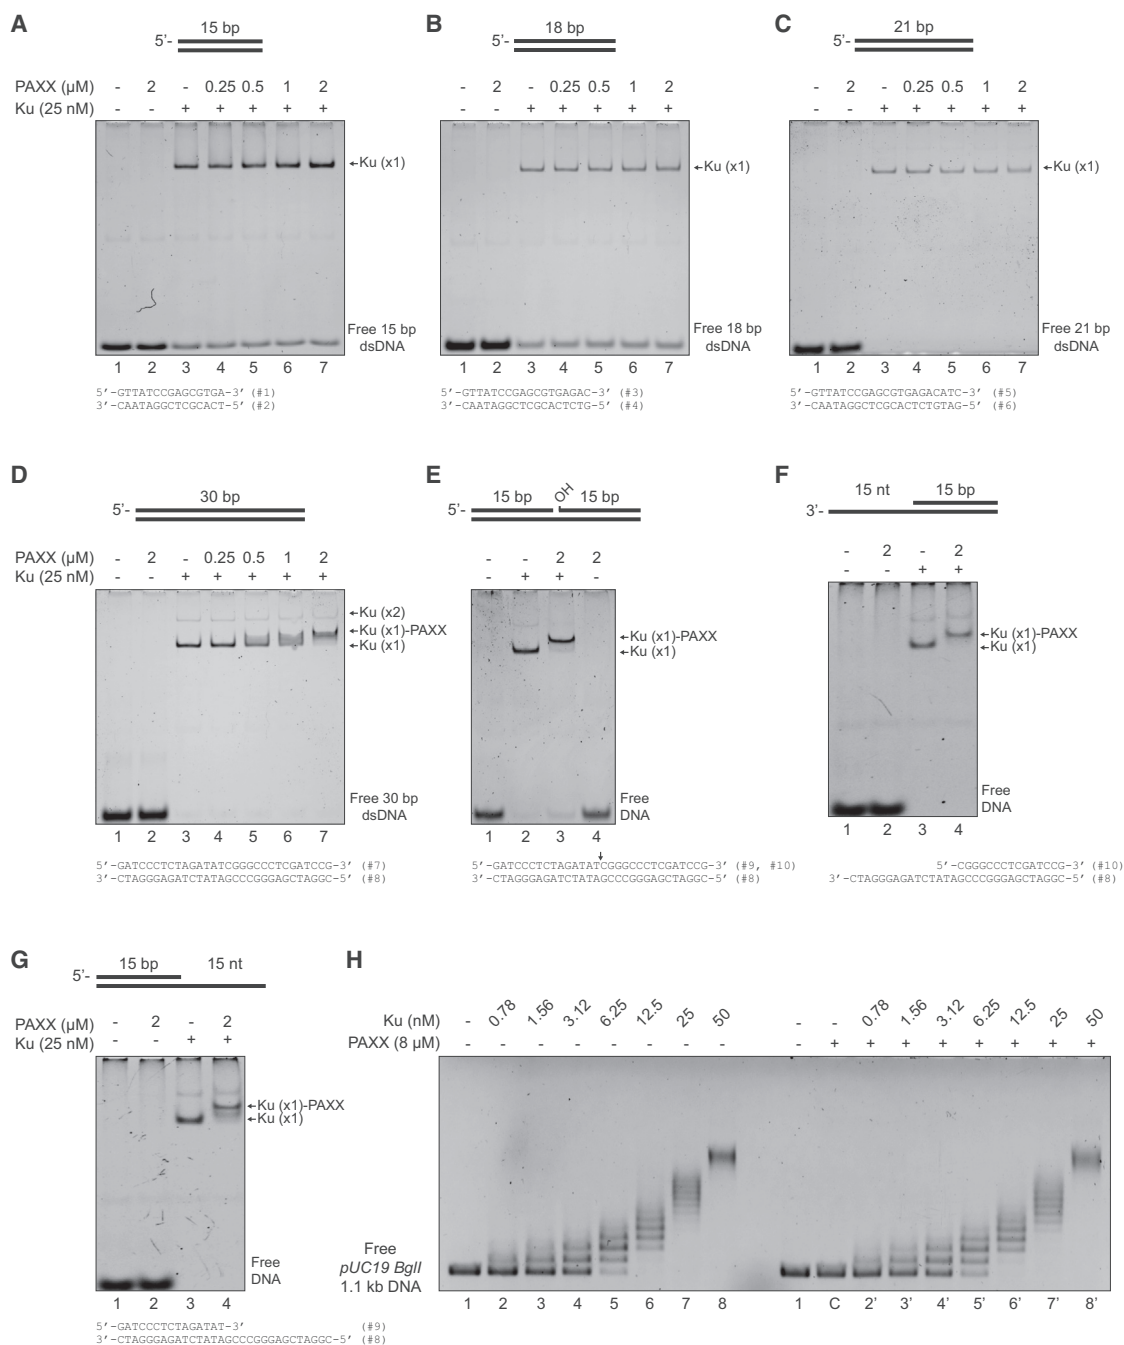 A
15 bp
5'-
PAXX (µM) - 2 - 0.25 0.5 1 2
Ku (25 nM) - - + + + + +
←Ku (x1)
Free 15 bp
dsDNA
1 2 3 4 5 6 7
5′-GTTATCCGAGCGTGA-3′ (#1)
3′-CAATAGGCTCGCACT-5′ (#2)
B
18 bp
5'-
- 2 - 0.25 0.5 1 2
- - + + + + +
←Ku (x1)
Free 18 bp
dsDNA
1 2 3 4 5 6 7
5′-GTTATCCGAGCGTGAGAC-3′ (#3)
3′-CAATAGGCTCGCACTCTG-5′ (#4)
C
21 bp
5'-
- 2 - 0.25 0.5 1 2
- - + + + + +
←Ku (x1)
Free 21 bp
dsDNA
1 2 3 4 5 6 7
5′-GTTATCCGAGCGTGAGACATC-3′ (#5)
3′-CAATAGGCTCGCACTCTGTAG-5′ (#6)
D
30 bp
5'-
PAXX (µM) - 2 - 0.25 0.5 1 2
Ku (25 nM) - - + + + + +
←Ku (x2)
←Ku (x1)-PAXX
←Ku (x1)
Free 30 bp
dsDNA
1 2 3 4 5 6 7
5′-GATCCCTCTAGATATCGGGCCCTCGATCCG-3′ (#7)
3′-CTAGGGAGATCTATAGCCCGGGAGCTAGGC-5′ (#8)
E
15 bp OH 15 bp
5'-
- - 2 2
- + + -
←Ku (x1)-PAXX
←Ku (x1)
Free
DNA
1 2 3 4
5′-GATCCCTCTAGATATCGGGCCCTCGATCCG-3′ (#9, #10)
3′-CTAGGGAGATCTATAGCCCGGGAGCTAGGC-5′ (#8)
F
15 nt 15 bp
3'-
- 2 - 2
- - + +
←Ku (x1)-PAXX
←Ku (x1)
Free
DNA
1 2 3 4
5′-CGGGCCCTCGATCCG-3′ (#10)
3′-CTAGGGAGATCTATAGCCCGGGAGCTAGGC-5′ (#8)
G
15 bp 15 nt
5'-
PAXX (µM) - 2 - 2
Ku (25 nM) - - + +
←Ku (x1)-PAXX
←Ku (x1)
Free
DNA
1 2 3 4
5′-GATCCCTCTAGATAT-3′ (#9)
3′-CTAGGGAGATCTATAGCCCGGGAGCTAGGC-5′ (#8)
H
Ku (nM) - 0.78 1.56 3.12 6.25 12.5 25 50 - - 0.78 1.56 3.12 6.25 12.5 25 50
PAXX (8 µM) - - - - - - - - - + + + + + + + +
Free
pUC19 BglI
1.1 kb DNA
1 2 3 4 5 6 7 8 1 C 2' 3' 4' 5' 6' 7' 8'